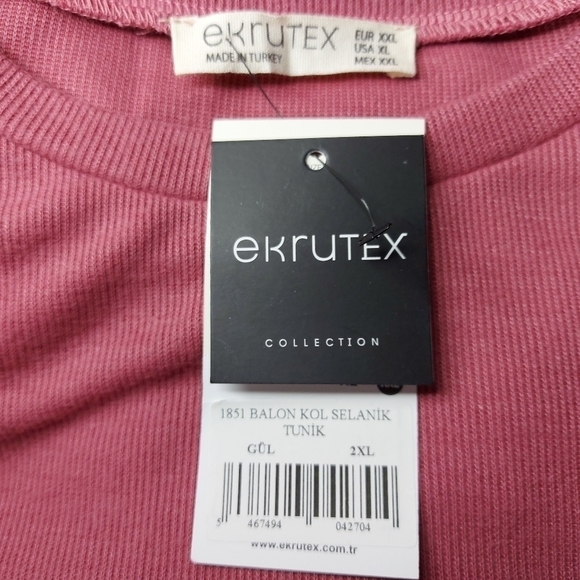 ekruTEX
MADE IN TURKEY
EUR XXL
USA XL
MEX XXL
ekruTEX
COLLECTION
1851 BALON KOL SELANİK
TUNİK
GÜL 2XL
5 467494 042704
www.ekrutex.com.tr